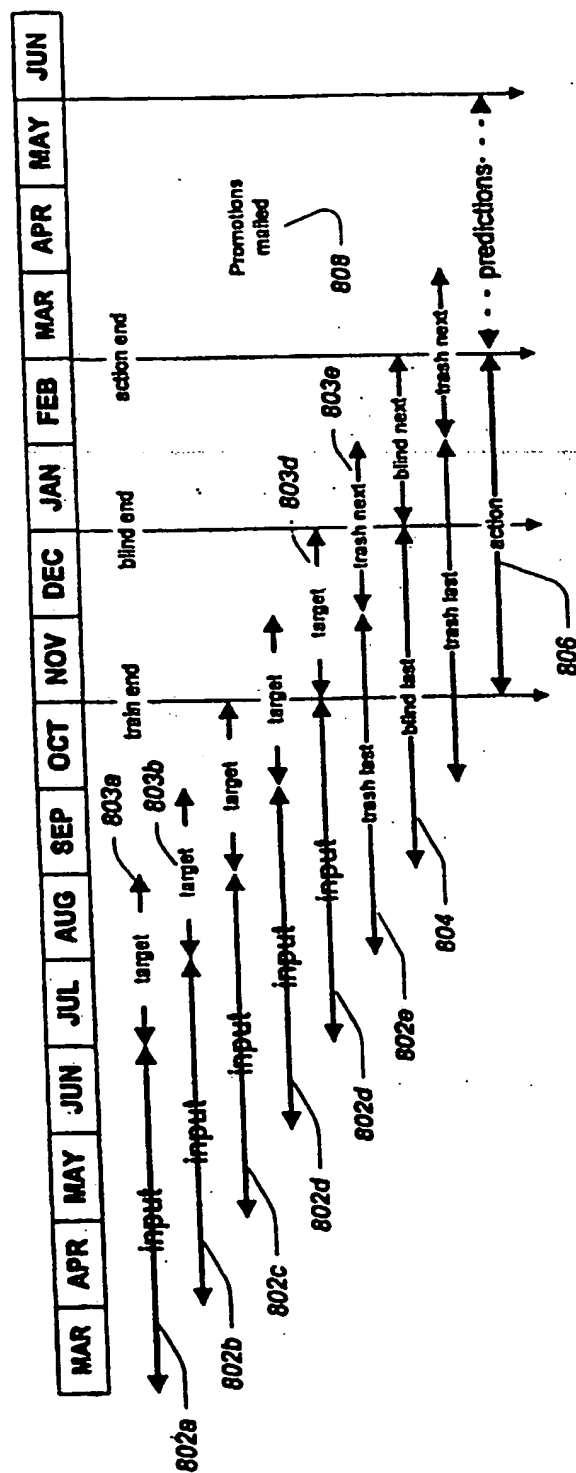 MAR APR MAY JUN JUL AUG SEP OCT NOV DEC JAN FEB MAR APR MAY JUN
train end
blind end
action end
802a
input
target
803a
802b
input
target
803b
802c
input
target
802d
input
target
802d
input
target
803d
802e
trash last
trash next
803e
804
blind last
blind next
trash last
trash next
806
action
predictions
Promotions
mailed
808